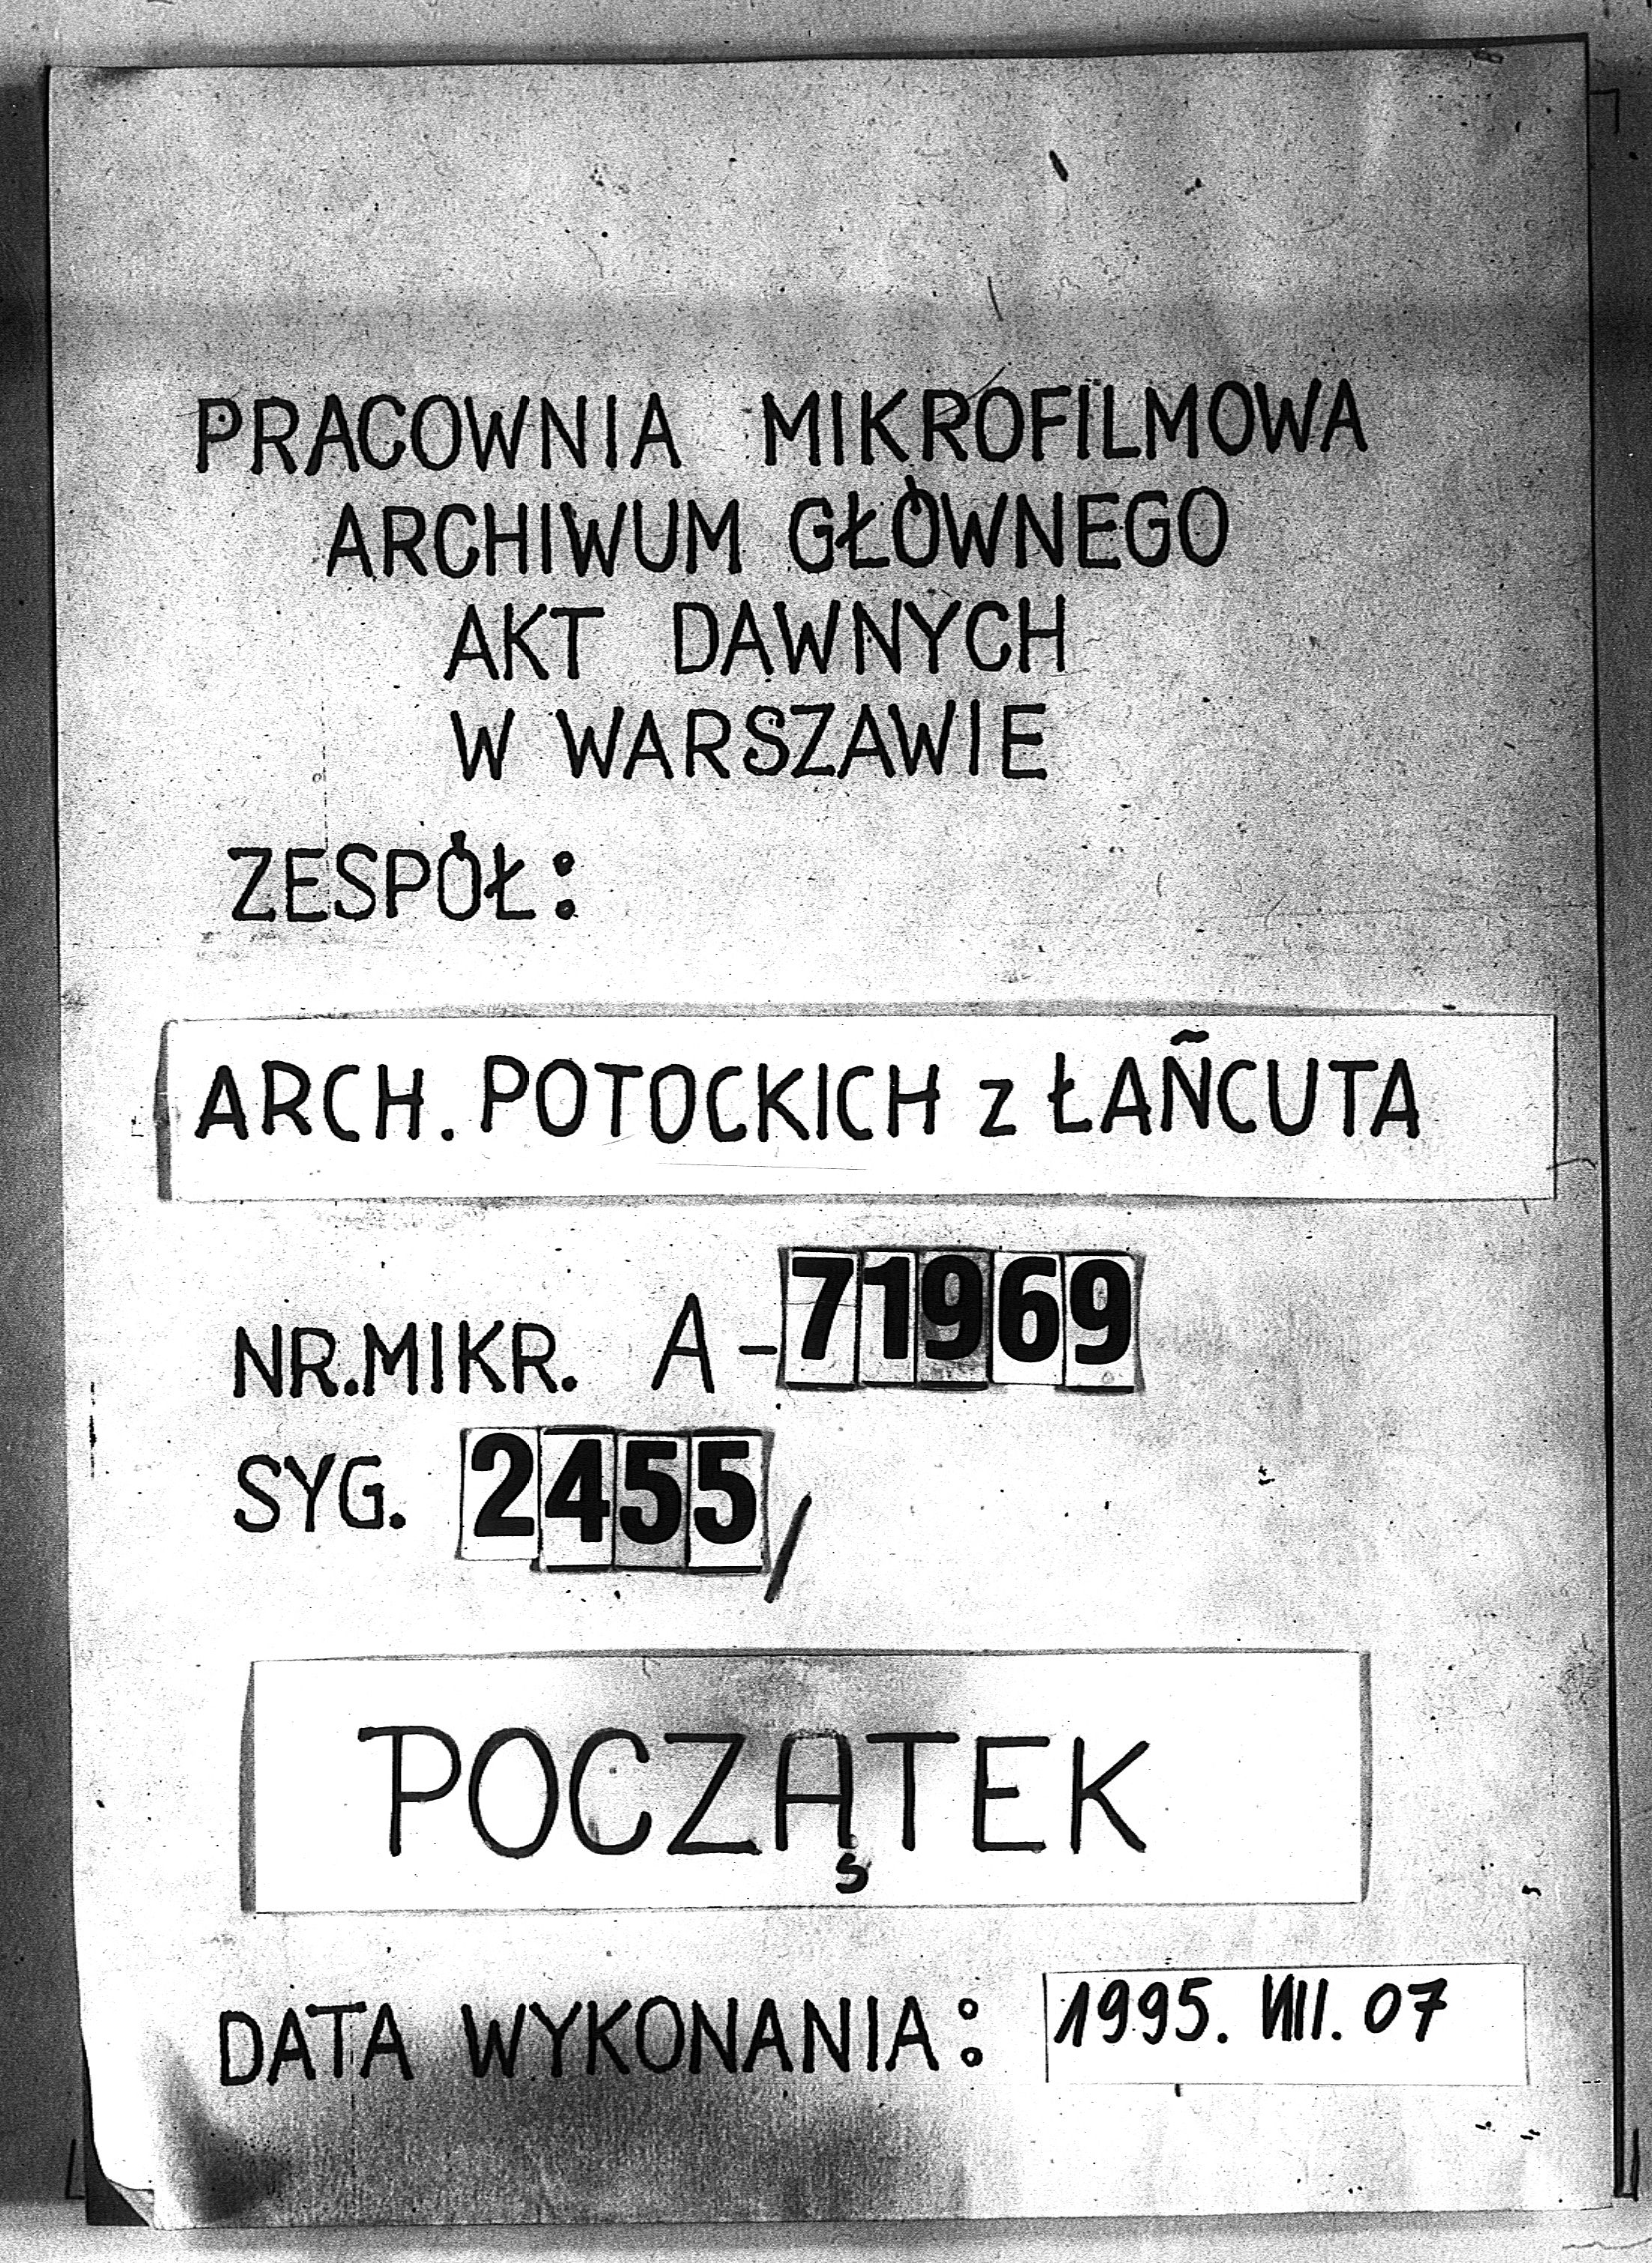 PRACOWNIA MIKROFILMOWA
ARCHIWUM GŁÓWNEGO
AKT DAWNYCH
W WARSZAWIE
ZESPÓŁ:
ARCH. POTOCKICH z ŁAŃCUTA
NR.MIKR. A-71969
SYG. 2455/
POCZĄTEK
DATA WYKONANIA: 1995. VIII. 07